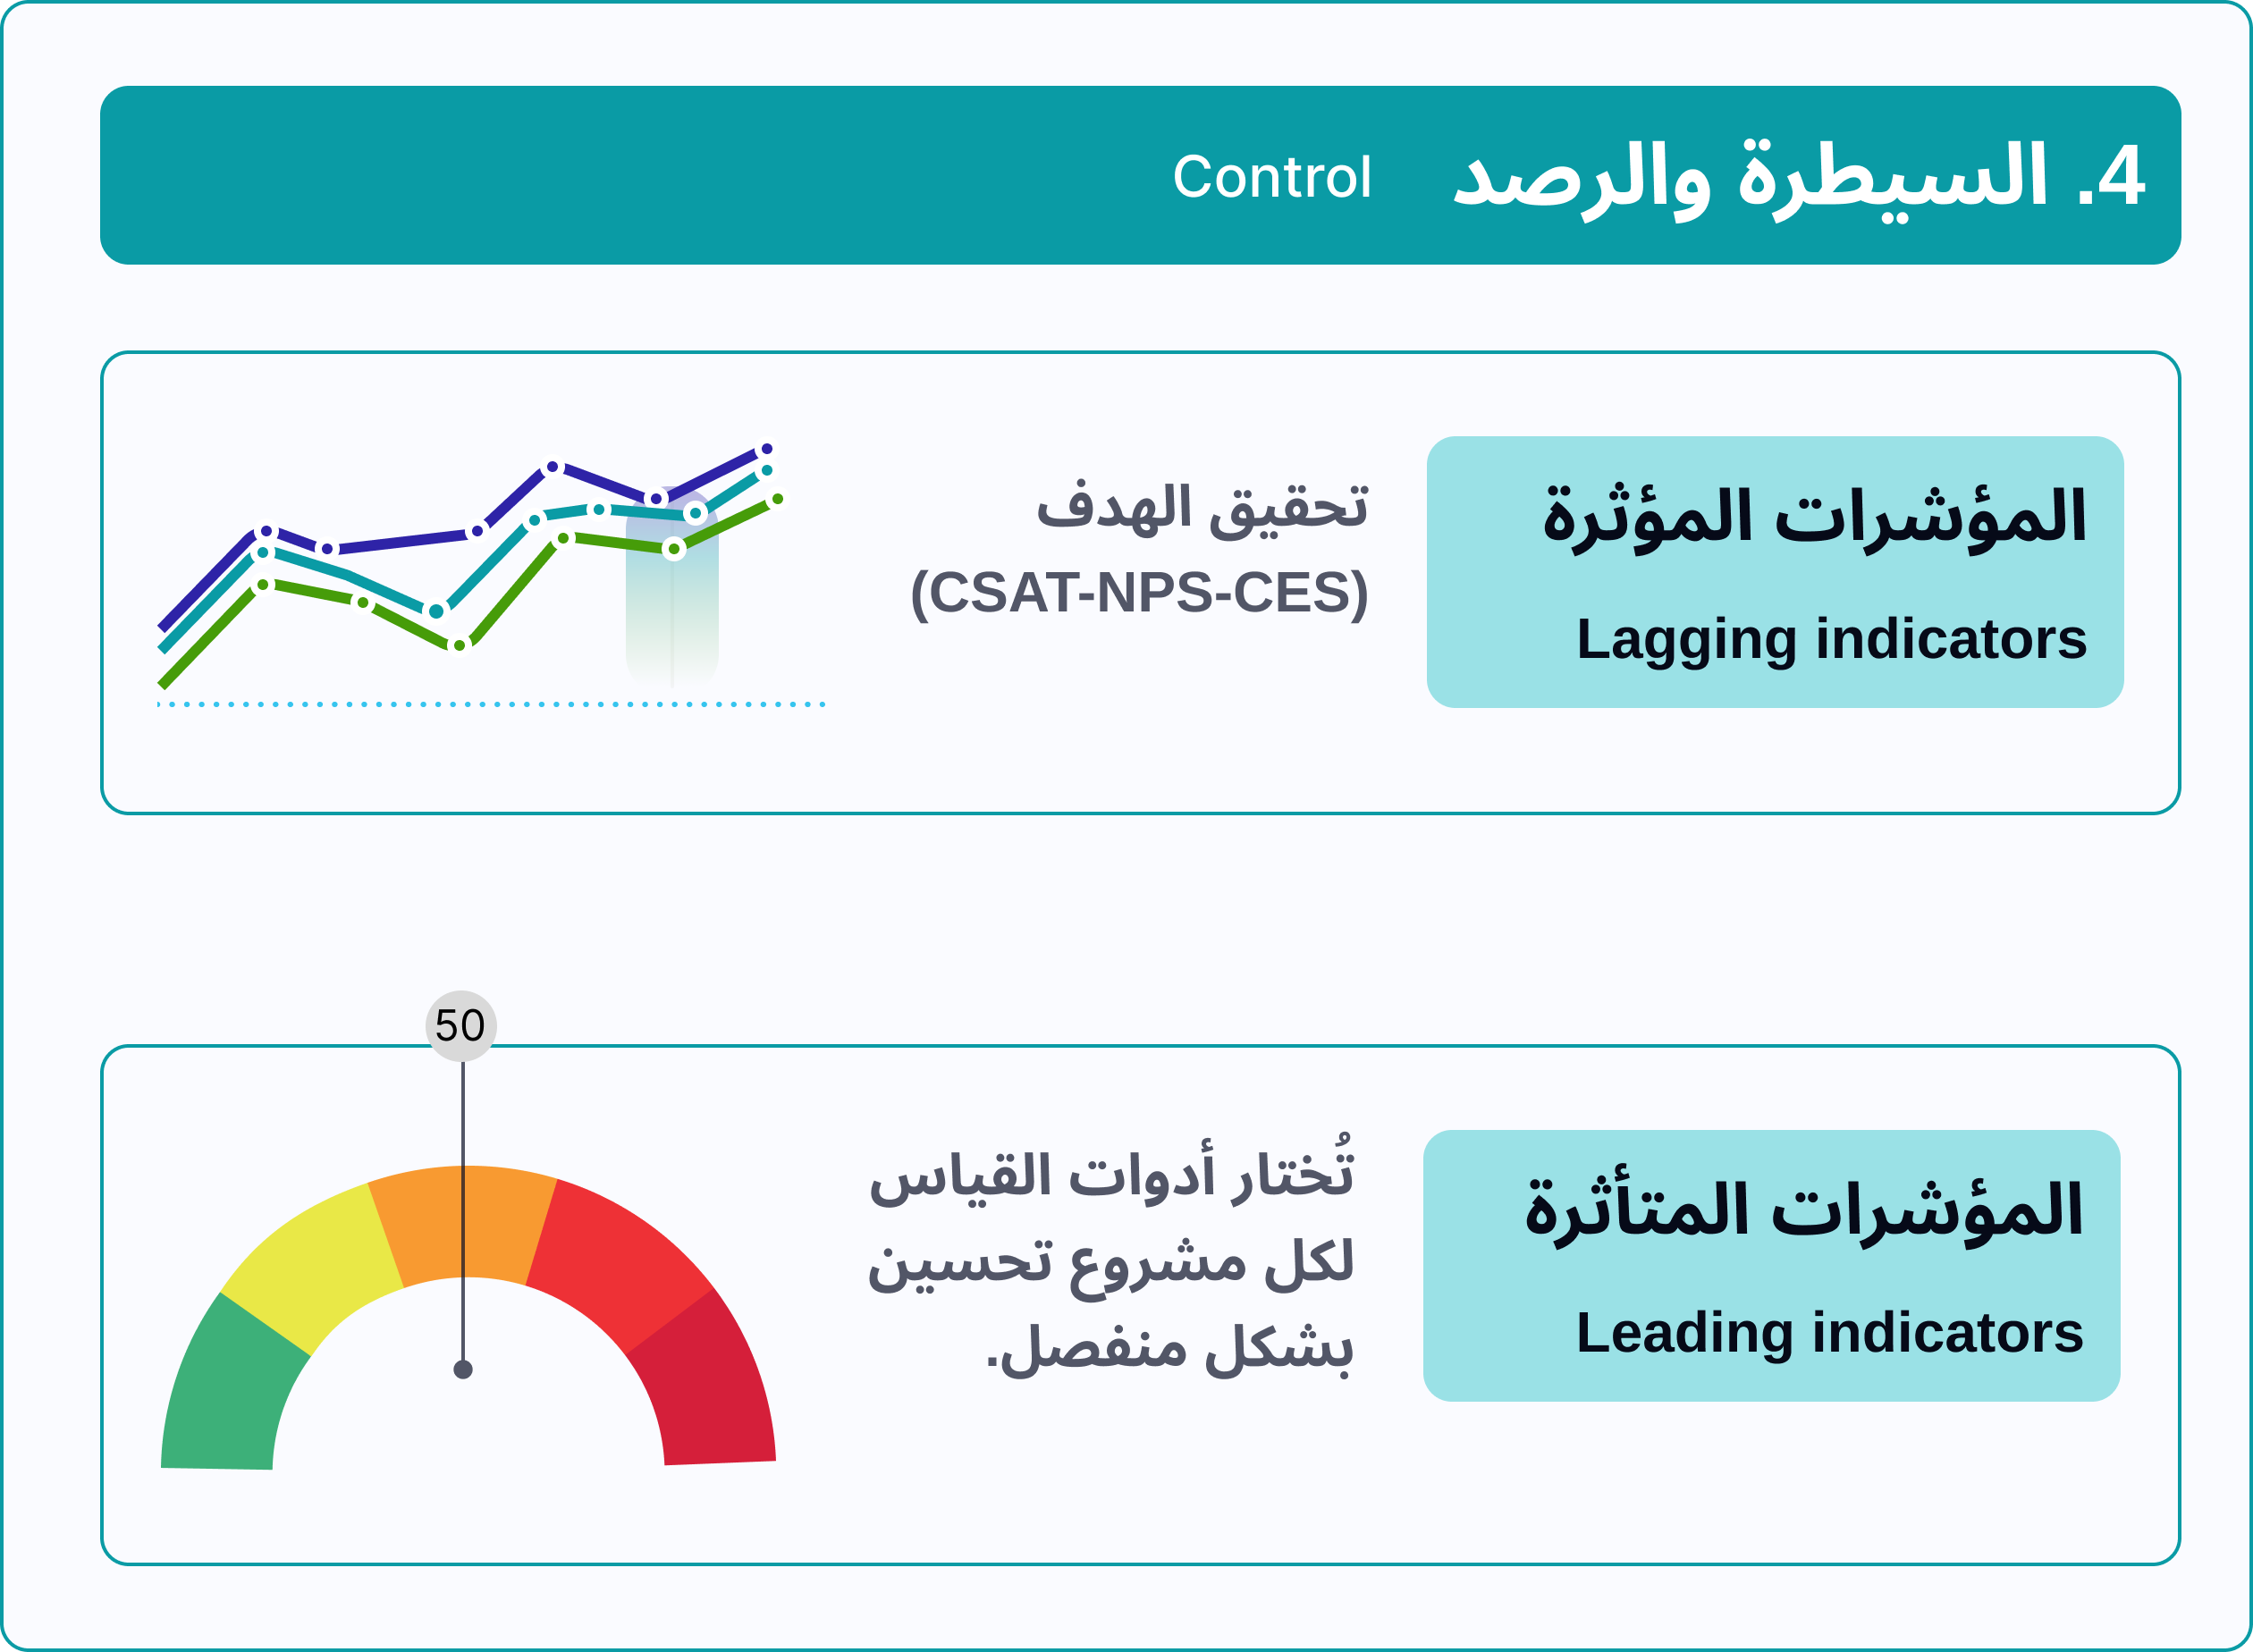 4. السيطرة والرصد Control
المؤشرات الموثرة
Lagging indicators
تحقيق الهدف
(CSAT-NPS-CES)
50
المؤشرات المتأثرة
Leading indicators
تُختار أدوات القياس
لكل مشروع تحسين
بشكل منفصل.